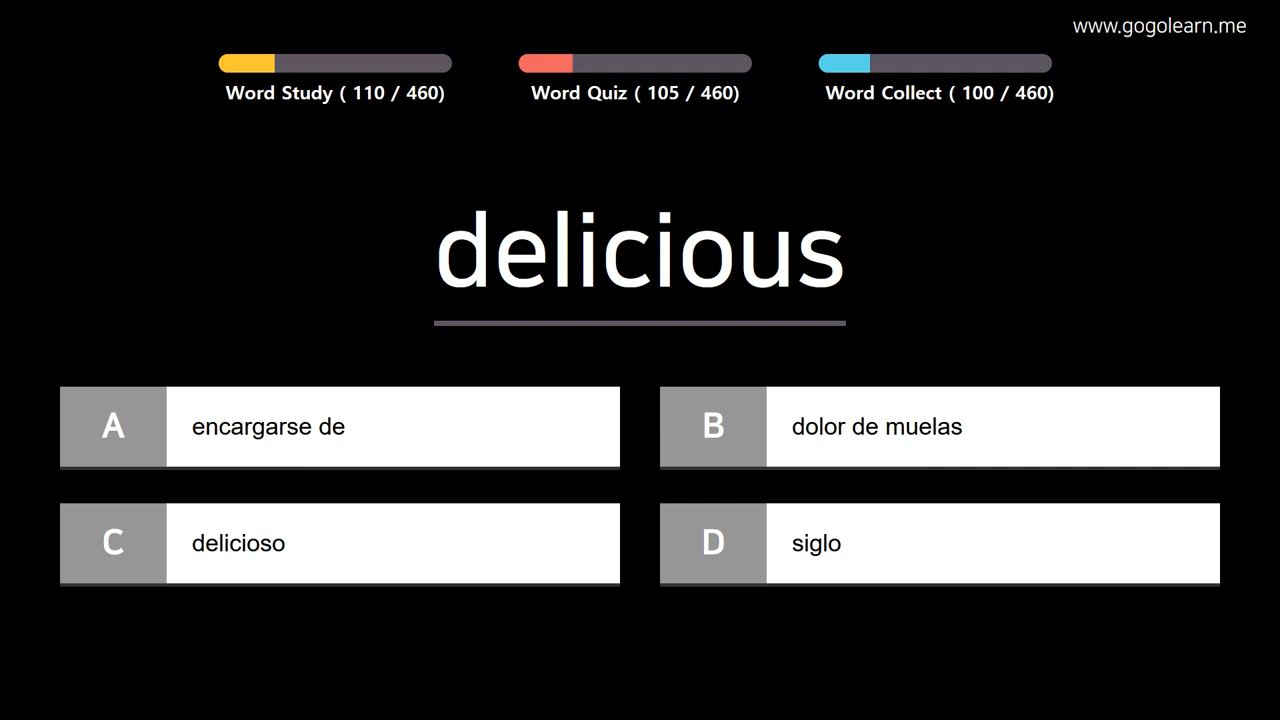 www.gogolearn.me
Word Study ( 110 / 460)
Word Quiz ( 105 / 460)
Word Collect ( 100 / 460)
delicious
A encargarse de
B dolor de muelas
C delicioso
D siglo